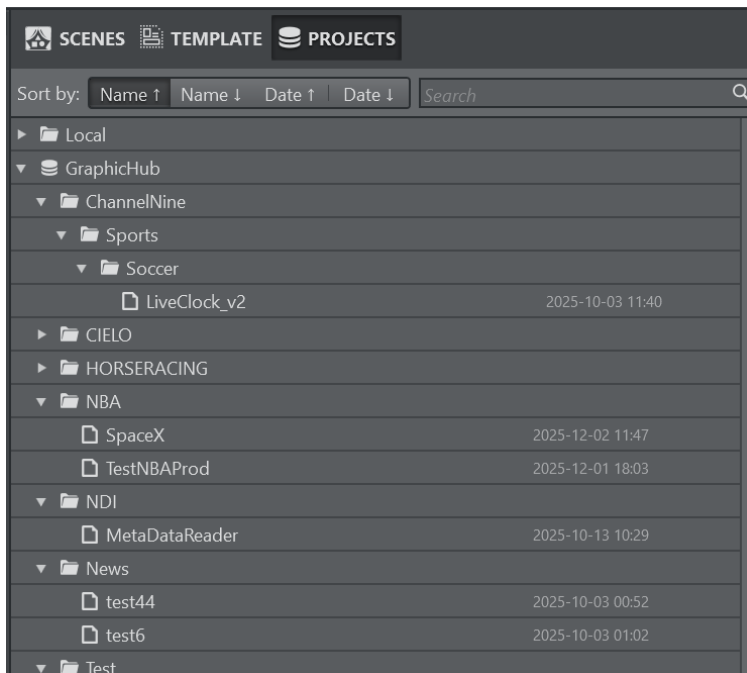 SCENES TEMPLATE PROJECTS
Sort by: Name ↑ Name ↓ Date ↑ Date ↓ Search
Local
GraphicHub
ChannelNine
Sports
Soccer
LiveClock_v2 2025-10-03 11:40
CIELO
HORSERACING
NBA
SpaceX 2025-12-02 11:47
TestNBAProd 2025-12-01 18:03
NDI
MetaDataReader 2025-10-13 10:29
News
test44 2025-10-03 00:52
test6 2025-10-03 01:02
Test